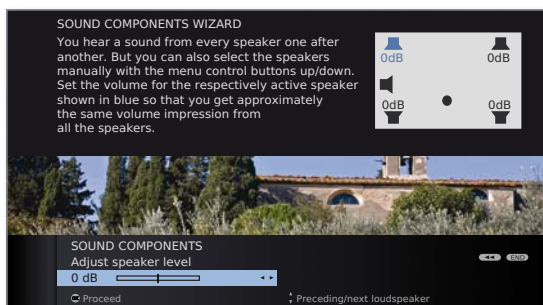 SOUND COMPONENTS WIZARD
You hear a sound from every speaker one after
another. But you can also select the speakers
manually with the menu control buttons up/down.
Set the volume for the respectively active speaker
shown in blue so that you get approximately
the same volume impression from
all the speakers.
0dB 0dB
0dB 0dB
SOUND COMPONENTS
Adjust speaker level
0 dB
END
OK Proceed
Preceding/next loudspeaker